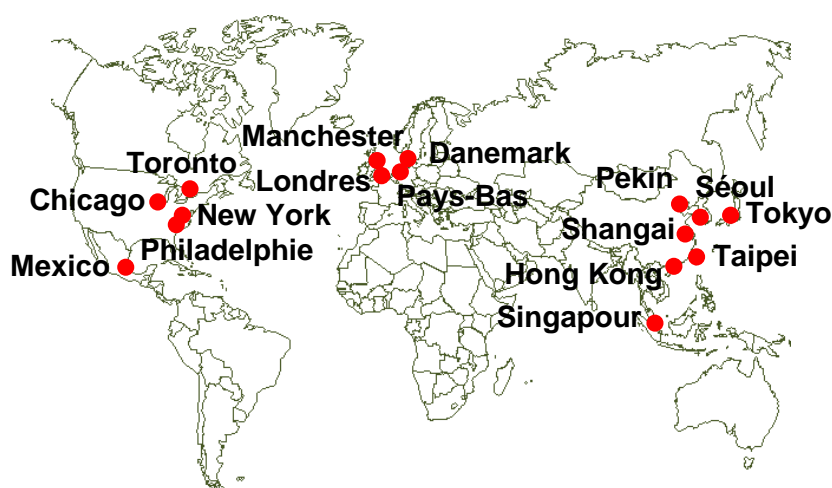 Manchester
Danemark
Toronto
Londres
Pays-Bas
Pekin
Séoul
Chicago
New York
Tokyo
Shangai
Philadelphie
Taipei
Mexico
Hong Kong
Singapour